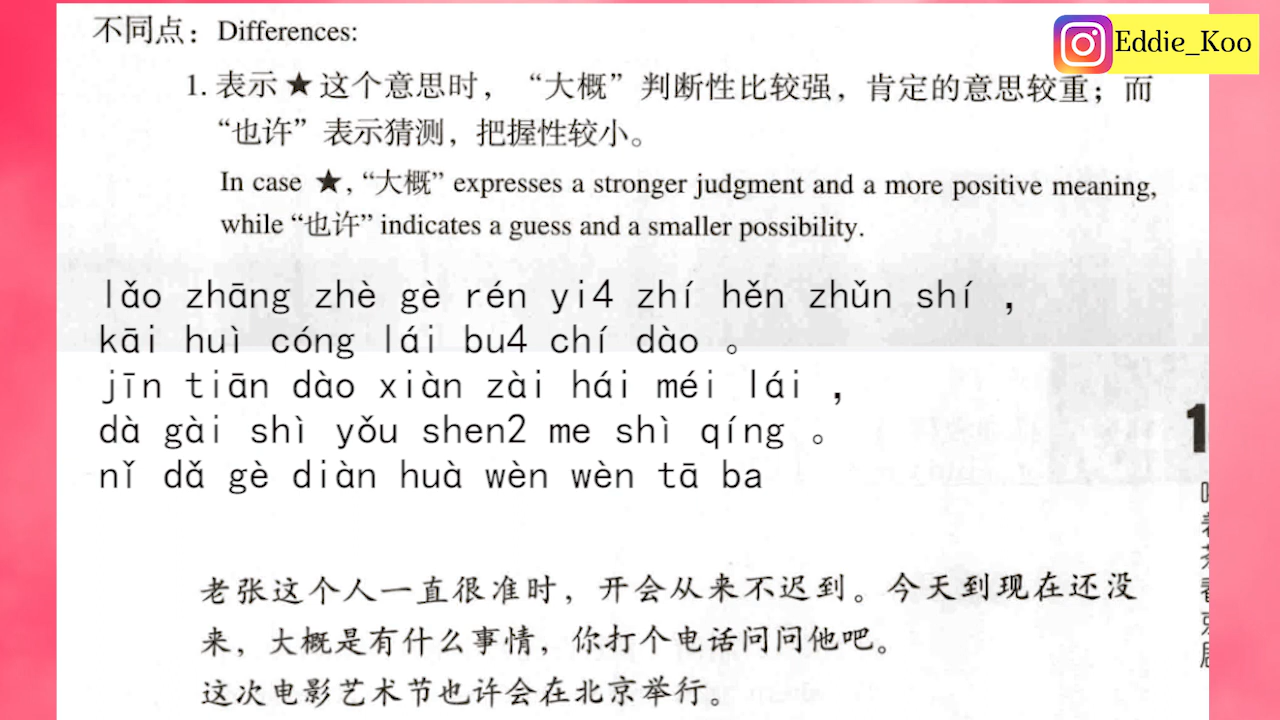 不同点：Differences:
Eddie_Koo
1. 表示★这个意思时，“大概”判断性比较强，肯定的意思较重；而
“也许”表示猜测，把握性较小。
In case ★, “大概” expresses a stronger judgment and a more positive meaning,
while “也许” indicates a guess and a smaller possibility.
lǎo zhāng zhè gè rén yi4 zhí hěn zhǔn shí ，
kāi huì cóng lái bu4 chí dào 。
jīn tiān dào xiàn zài hái méi lái ，
dà gài shì yǒu shen2 me shì qíng 。
nǐ dǎ gè diàn huà wèn wèn tā ba
1
老张这个人一直很准时，开会从来不迟到。今天到现在还没
来，大概是有什么事情，你打个电话问问他吧。
这次电影艺术节也许会在北京举行。